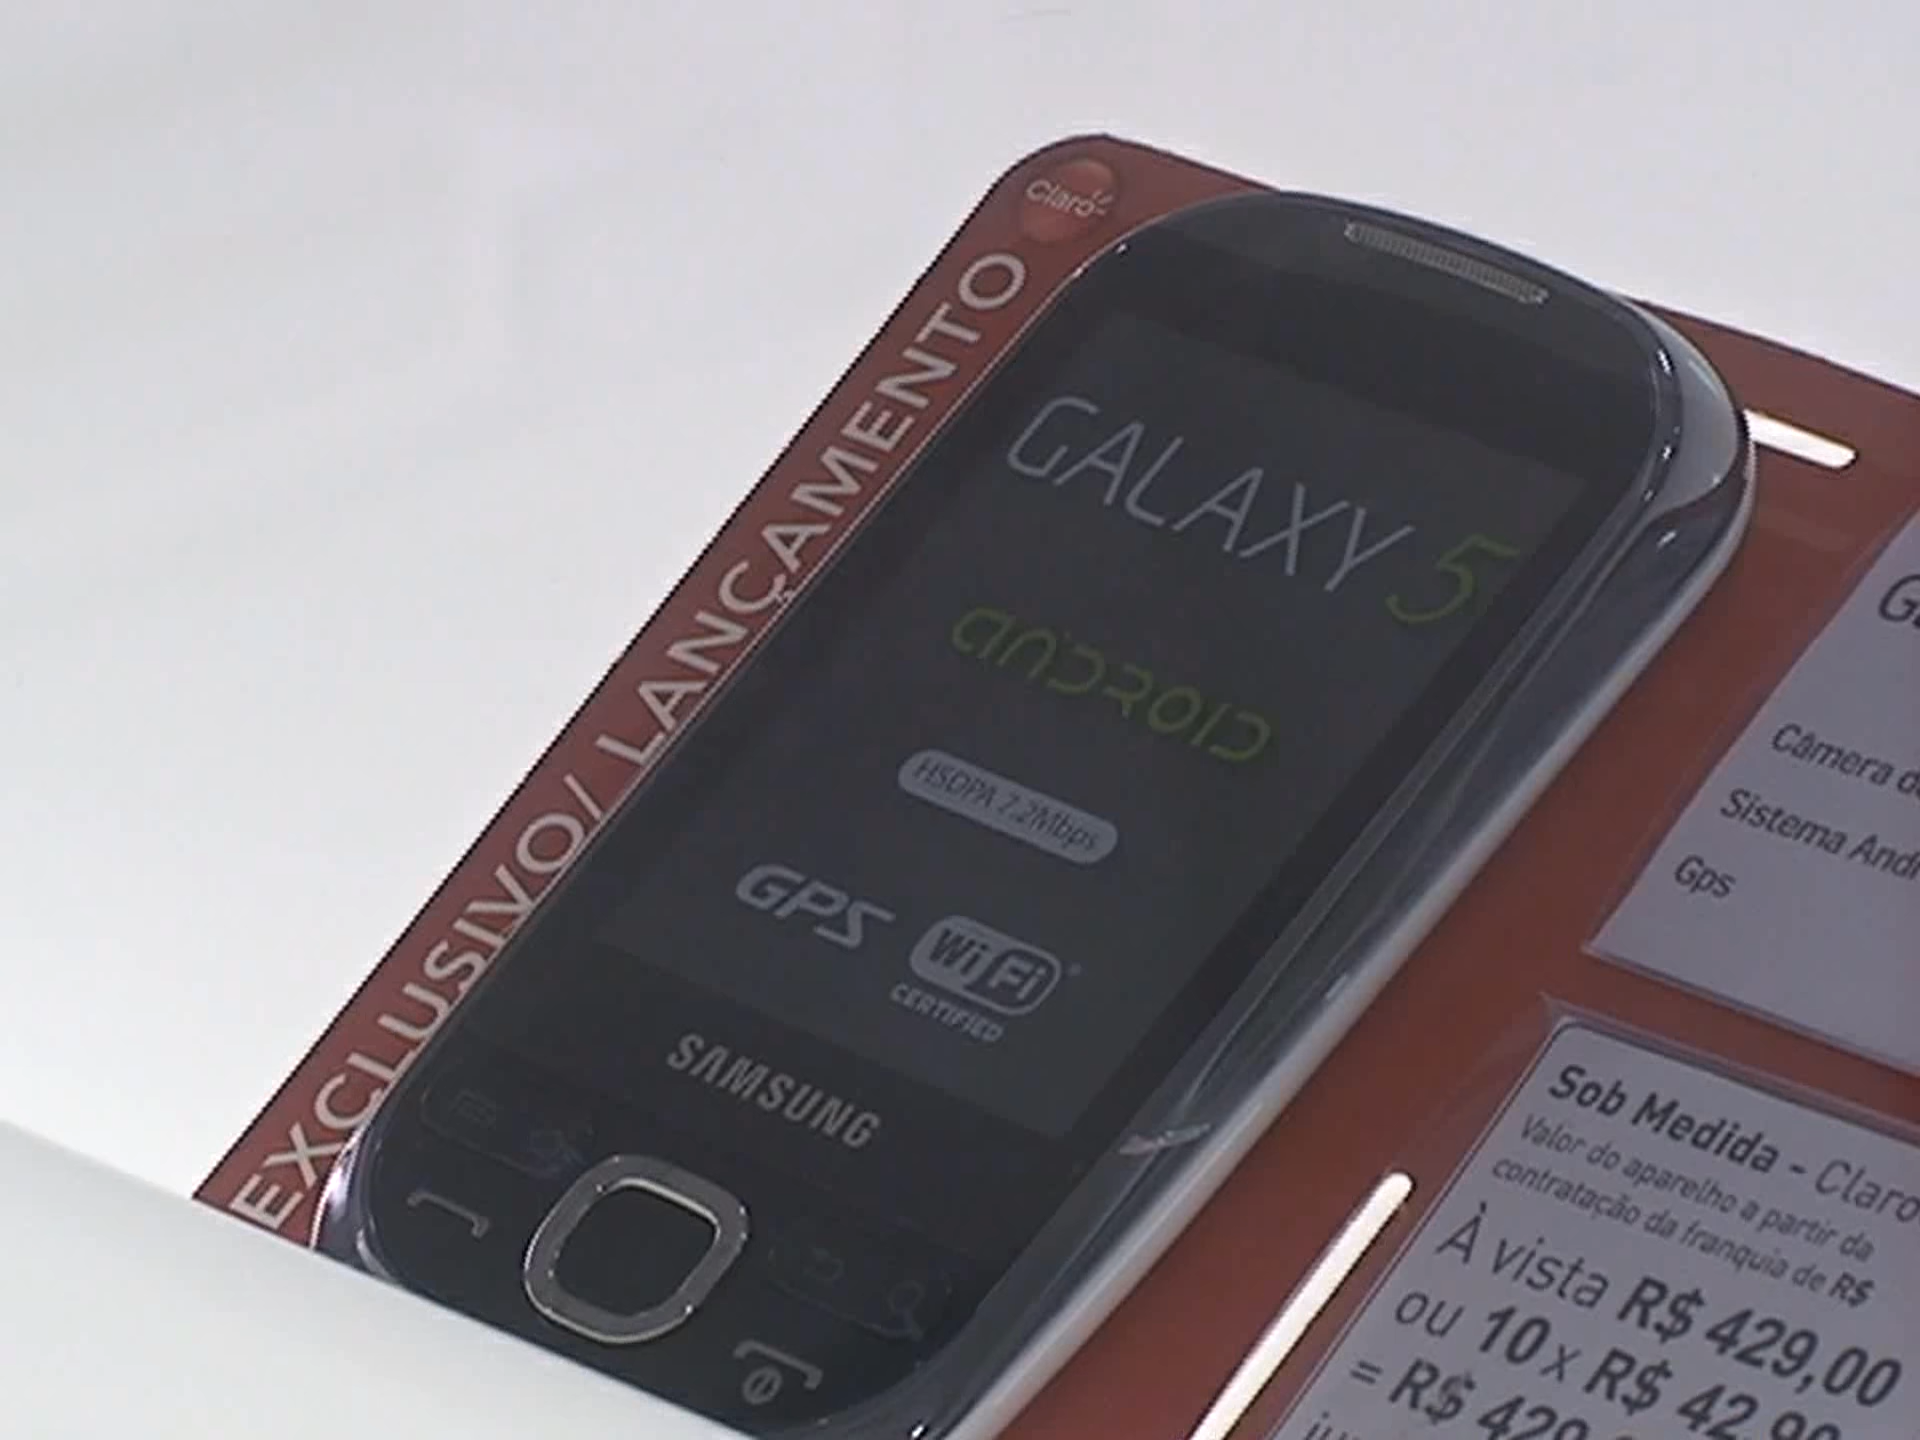 Claro
EXCLUSIVO/ LANÇAMENTO
GALAXY 5
ANDROID
HSDPA 7.2Mbps
GPS
Wi Fi
CERTIFIED
SAMSUNG
Câmera
Sistema
Gps
Sob Medida - Claro
Valor do aparelho a partir da
contratação da franquia de R$
À vista R$ 429,00
ou 10 x R$ 42,90
= R$ 429